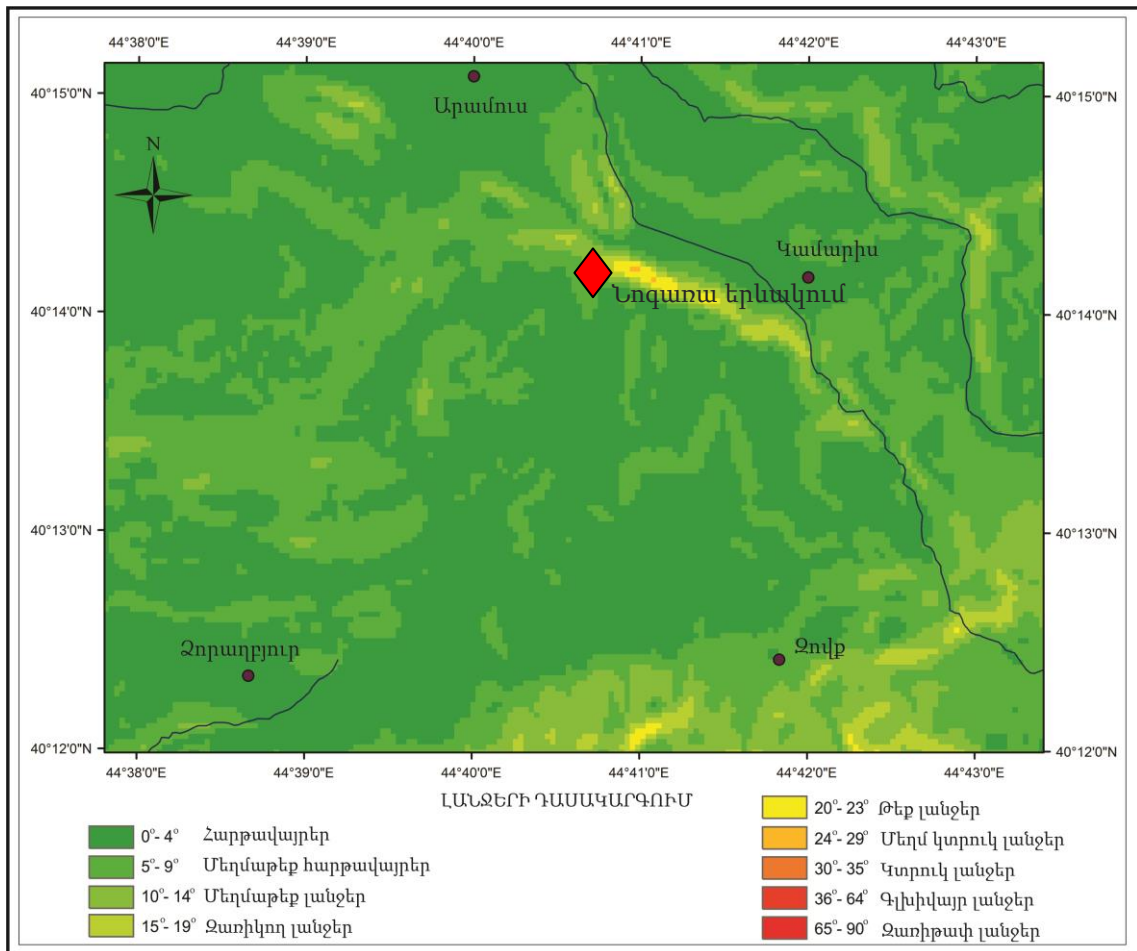 44°38'0"E 44°39'0"E 44°40'0"E 44°41'0"E 44°42'0"E 44°43'0"E
40°15'0"N 40°15'0"N
Արամուս
N
Կամարիս
Նոգառա երևակում
40°14'0"N 40°14'0"N
40°13'0"N 40°13'0"N
Ձորաղբյուր
Զովք
40°12'0"N 40°12'0"N
44°38'0"E 44°39'0"E 44°40'0"E 44°41'0"E 44°42'0"E 44°43'0"E
ԼԱՆՋԵՐԻ ԴԱՍԱԿԱՐԳՈՒՄ
0°- 4° Հարթավայրեր
5°- 9° Մեղմաթեք հարթավայրեր
10°- 14° Մեղմաթեք լանջեր
15°- 19° Զառիկող լանջեր
20°- 23° Թեք լանջեր
24°- 29° Մեղմ կտրուկ լանջեր
30°- 35° Կտրուկ լանջեր
36°- 64° Գլխիվայր լանջեր
65°- 90° Զառիթափ լանջեր